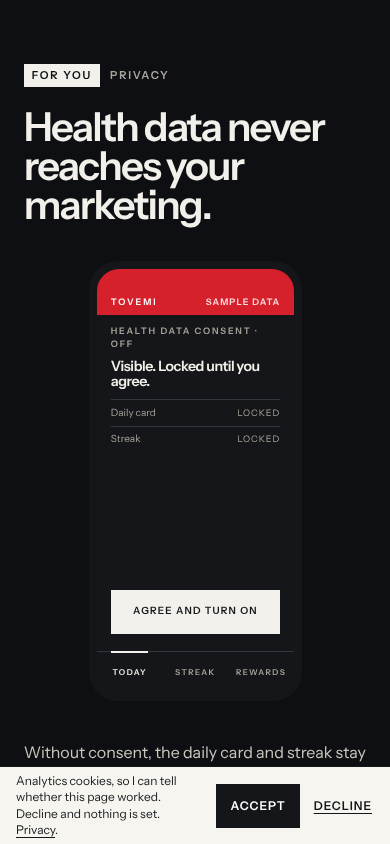 FOR YOU PRIVACY
Health data never
reaches your
marketing.
TOVEMI SAMPLE DATA
HEALTH DATA CONSENT ·
OFF
Visible. Locked until you
agree.
Daily card LOCKED
Streak LOCKED
AGREE AND TURN ON
TODAY STREAK REWARDS
Without consent, the daily card and streak stay
Analytics cookies, so I can tell
whether this page worked.
Decline and nothing is set.
Privacy.
ACCEPT DECLINE